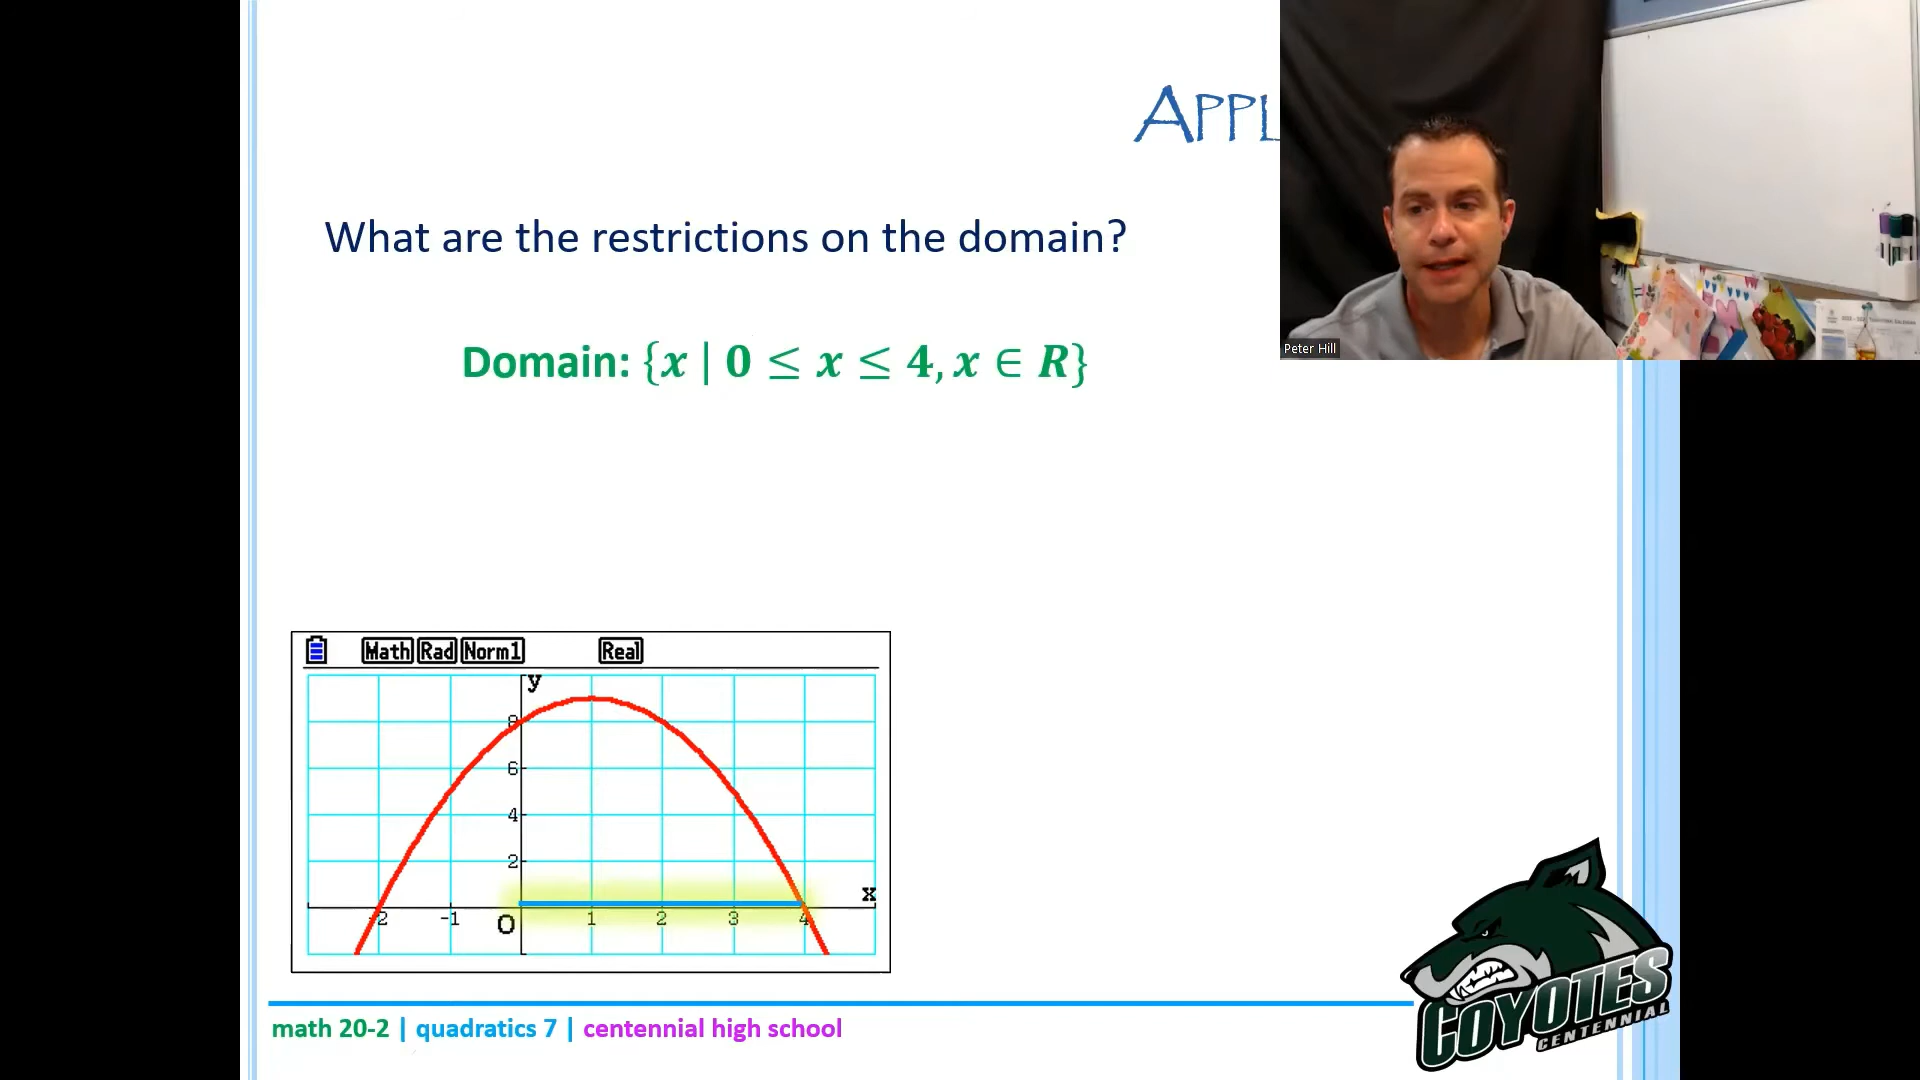 APPL
What are the restrictions on the domain?
Domain: {x | 0 ≤ x ≤ 4, x ∈ R}
Peter Hill
Math Rad Norm1 Real
y
8
6
4
2
x
-2 -1 O 1 2 3 4
COYOTES
CENTENNIAL
math 20-2 | quadratics 7 | centennial high school